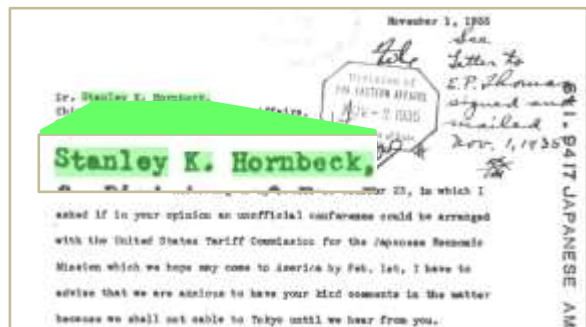 November 1, 1935
File
See
letter to
E.P. Thomas
signed and
mailed
Nov. 1, 1935
DIVISION OF
FAR EASTERN AFFAIRS
NOV - 2 1935
Dr. Stanley K. Hornbeck,
Affairs,
Stanley K. Hornbeck,
23, in which I
asked if in your opinion an unofficial conference could be arranged
with the United States Tariff Commission for the Japanese Economic
Mission which we hope may come to America by Feb. 1st, I have to
advise that we are anxious to have your kind comments in the matter
because we shall not cable to Tokyo until we hear from you.
611.9417 JAPANESE AM